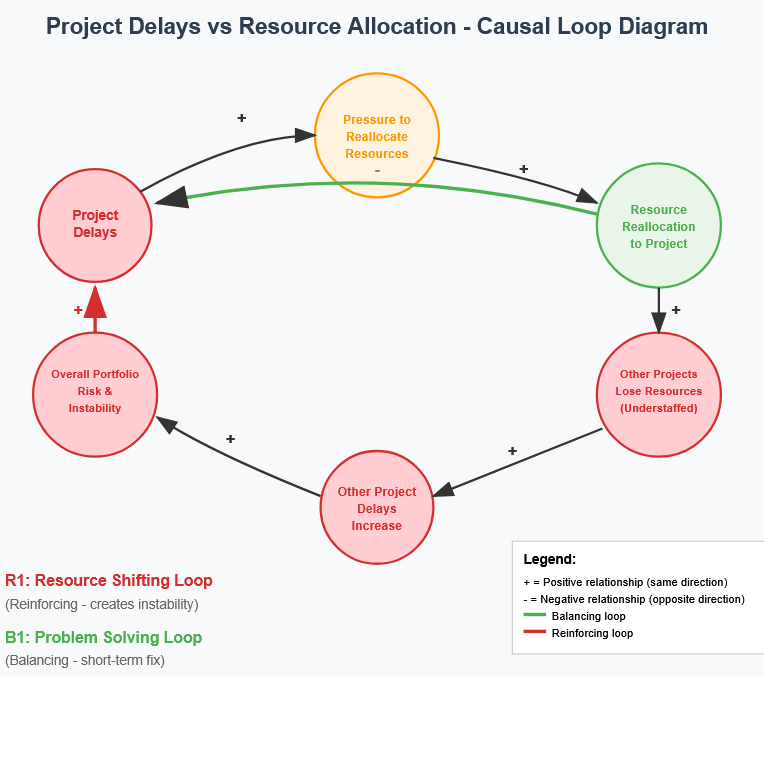 Project Delays vs Resource Allocation - Causal Loop Diagram
+
Pressure to
Reallocate
Resources
-
+
Project
Delays
Resource
Reallocation
to Project
+
+
Overall Portfolio
Risk &
Instability
Other Projects
Lose Resources
(Understaffed)
+
+
Other Project
Delays
Increase
R1: Resource Shifting Loop
(Reinforcing - creates instability)
B1: Problem Solving Loop
(Balancing - short-term fix)
Legend:
+ = Positive relationship (same direction)
- = Negative relationship (opposite direction)
Balancing loop
Reinforcing loop